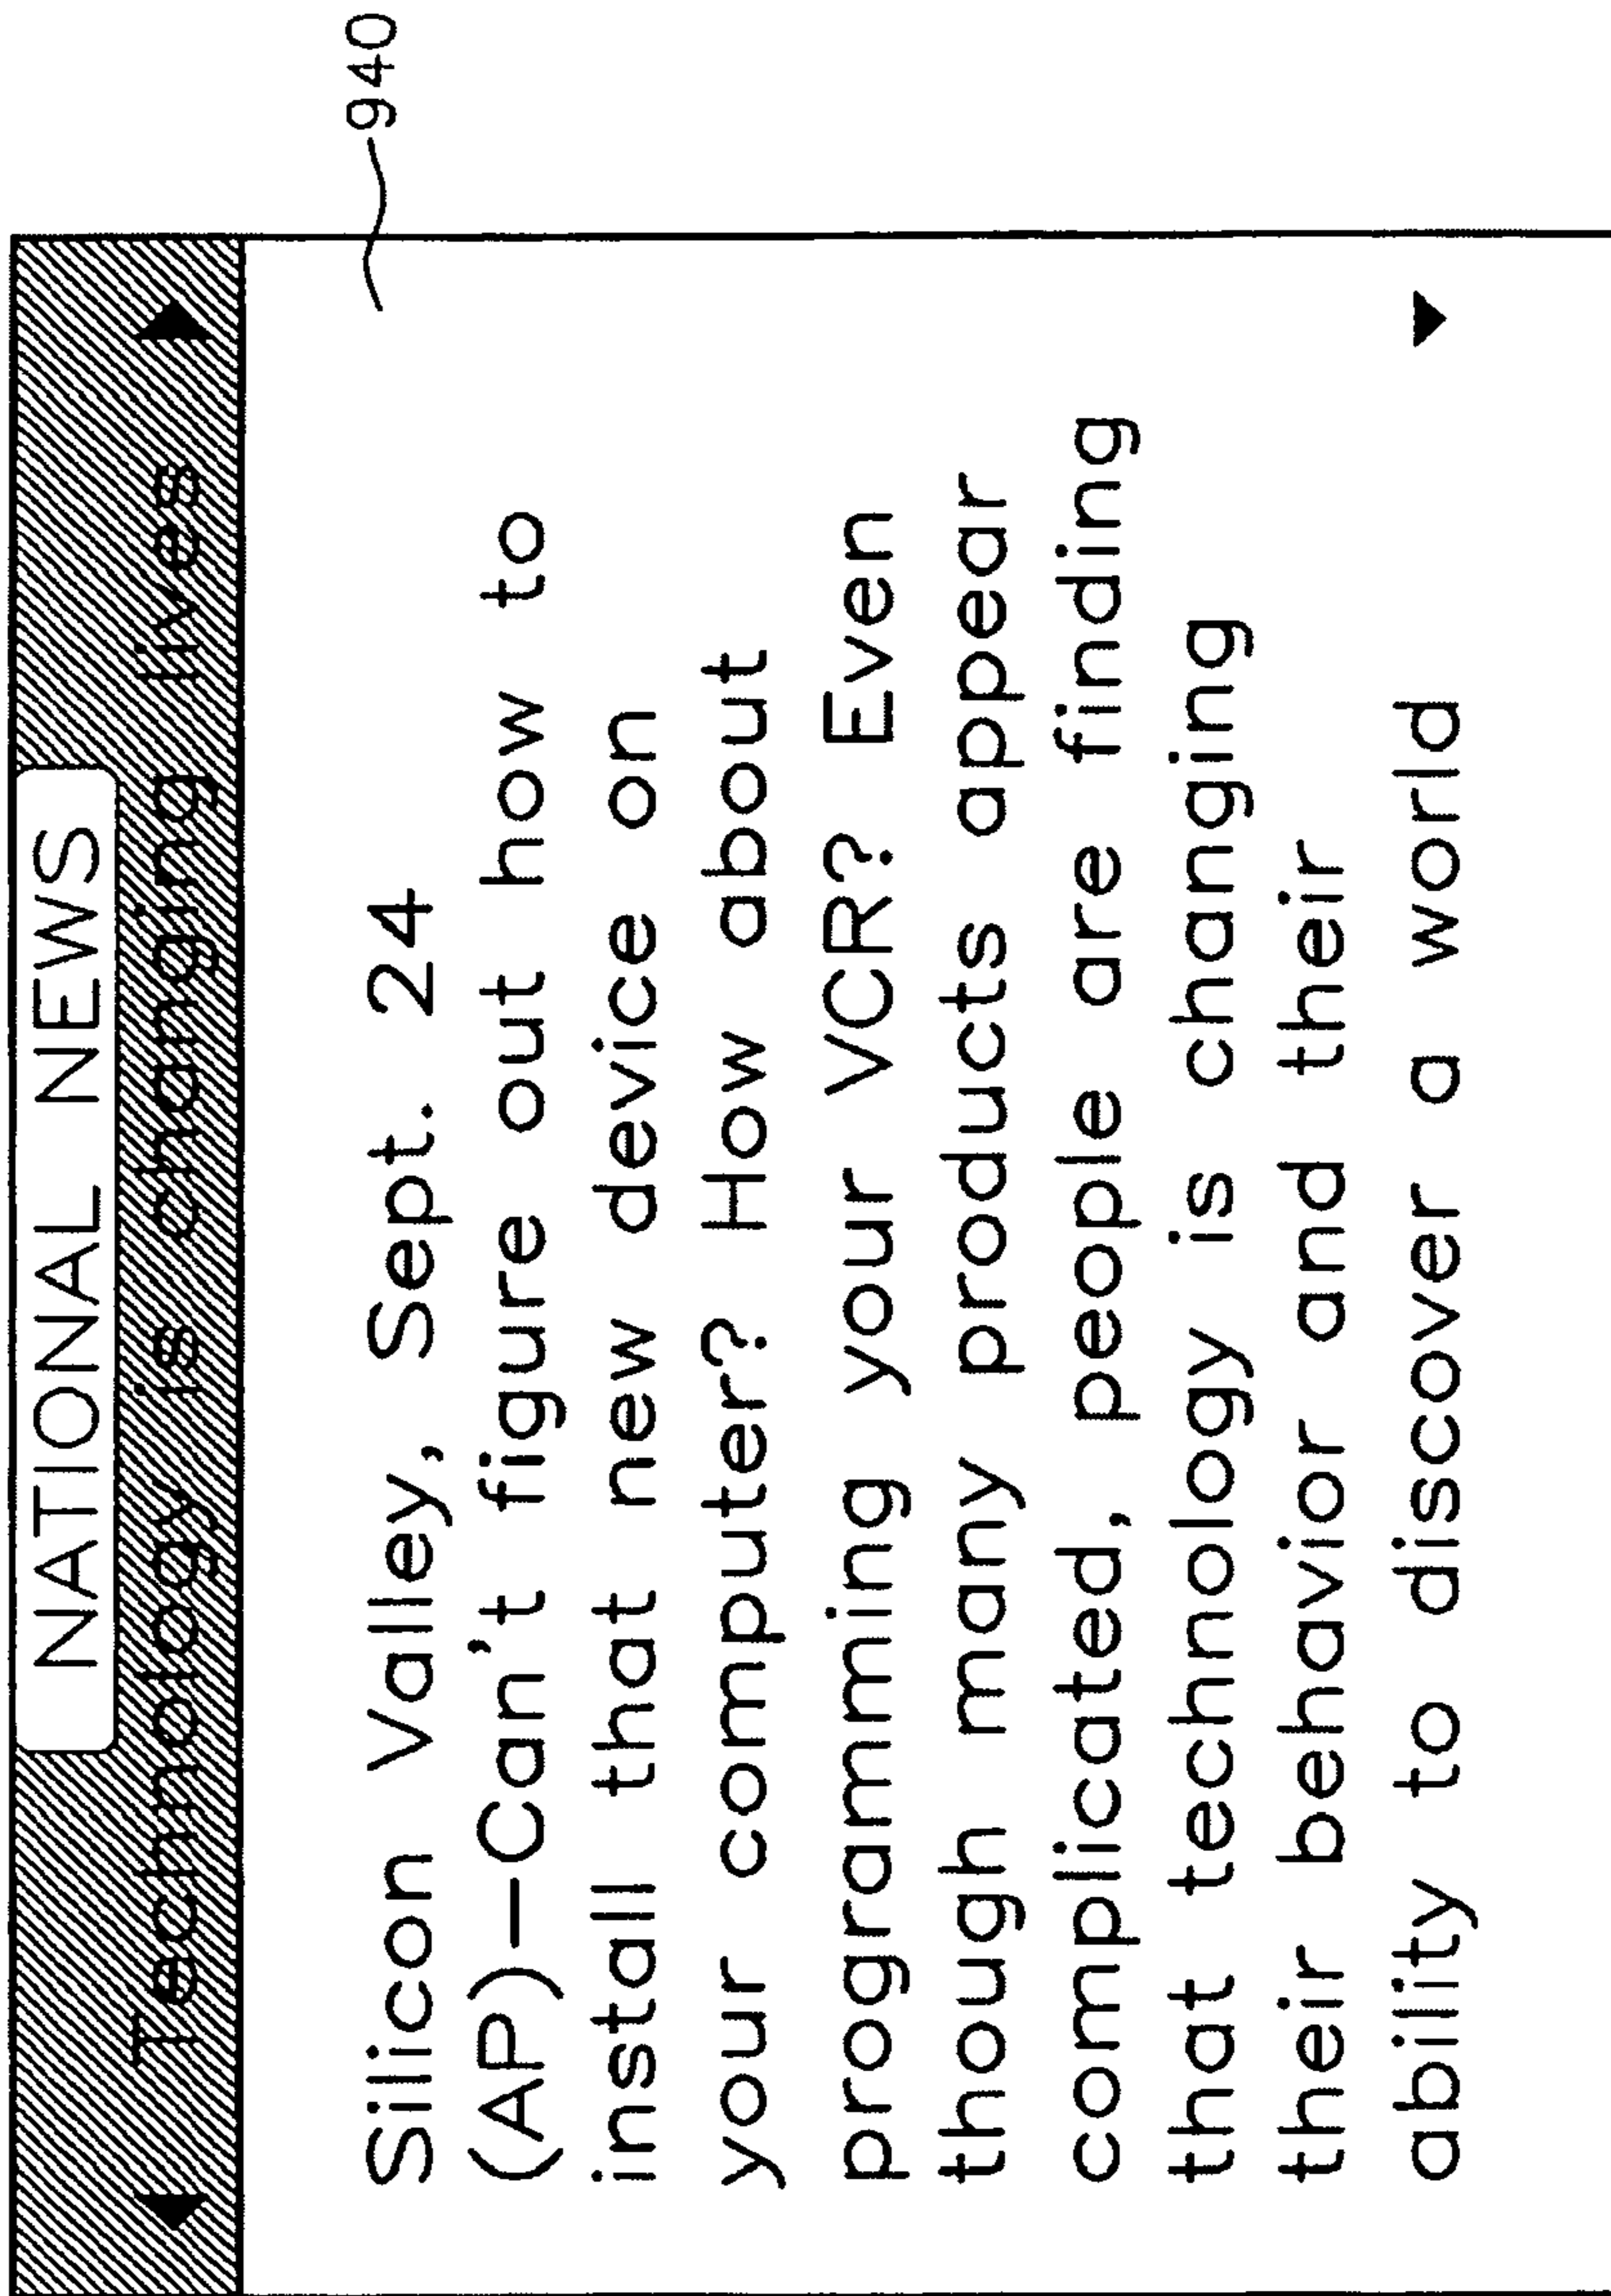 NATIONAL NEWS
Technology is changing lives
940
Silicon Valley, Sept. 24
(AP)—Can't figure out how to
install that new device on
your computer? How about
programming your VCR? Even
though many products appear
complicated, people are finding
that technology is changing
their behavior and their
ability to discover a world